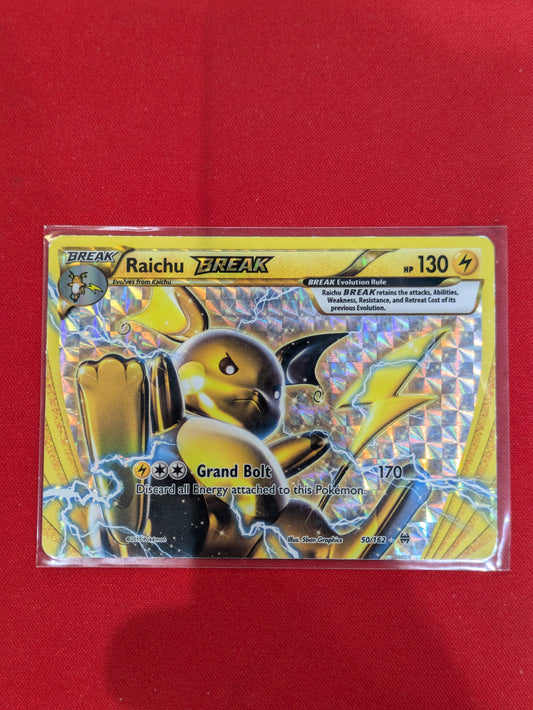 BREAK
Raichu BREAK
HP 130
Evolves from Raichu
BREAK Evolution Rule
Raichu BREAK retains the attacks, Abilities,
Weakness, Resistance, and Retreat Cost of its
previous Evolution.
Grand Bolt 170
Discard all Energy attached to this Pokémon.
©2015 Pokémon
Illus. 5ban Graphics
50/162